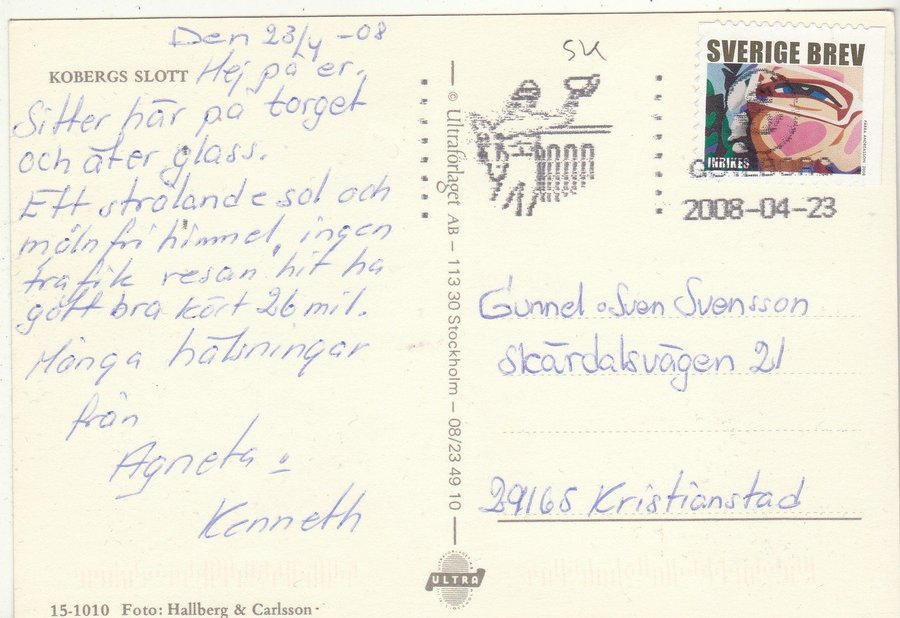 Den 23/4 -08
KOBERGS SLOTT Hej på er.
Sitter här på torget
och äter glass.
Ett strålande sol och
molnfri himmel, ingen
trafik resan hit ha
gått bra kört 26 mil.
Många hälsningar
från
Agneta o
Kenneth
15-1010 Foto: Hallberg & Carlsson
© Ultraförlaget AB – 113 30 Stockholm – 08/23 49 10
ULTRA
SK
SVERIGE BREV
INRIKES
2008-04-23
Gunnel o Sven Svensson
Skärdalsvägen 21
29165 Kristianstad